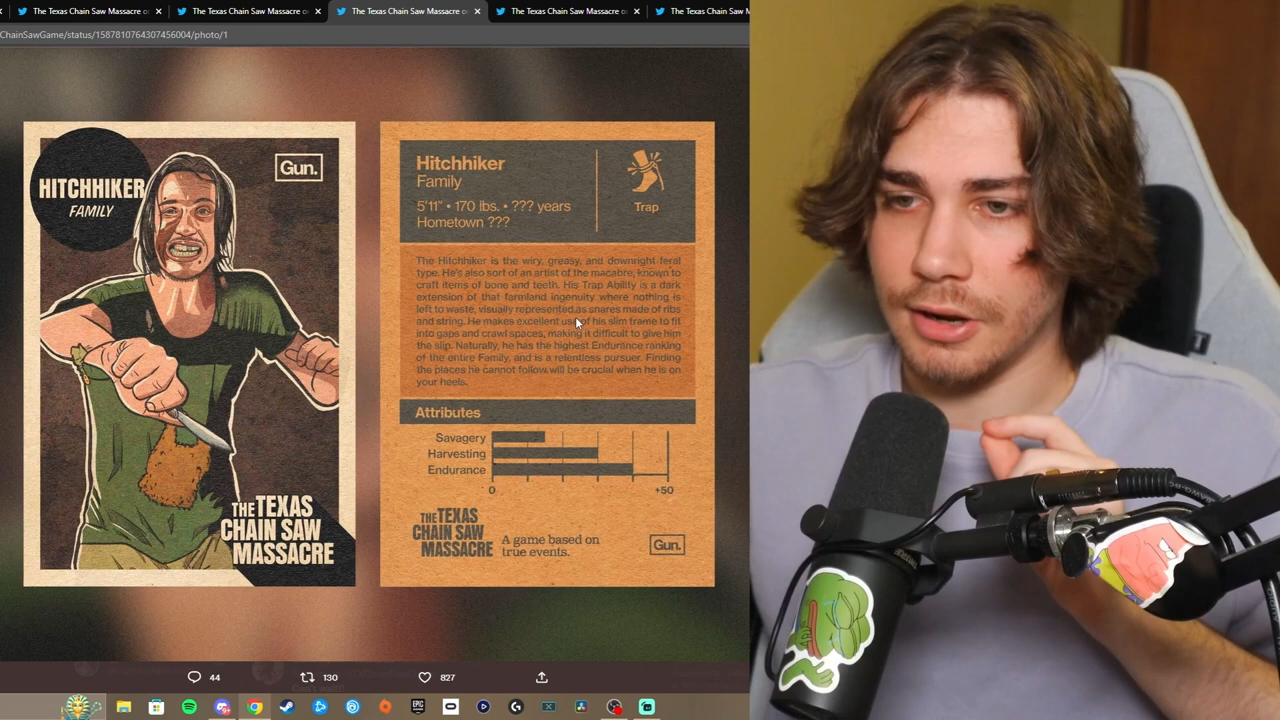 The Texas Chain Saw Massacre o
The Texas Chain Saw Massacre o
The Texas Chain Saw Massacre o
The Texas Chain Saw Massacre o
The Texas Chain Saw M
ChainSawGame/status/1587810764307456004/photo/1
HITCHHIKER
FAMILY
Gun.
THE TEXAS
CHAIN SAW
MASSACRE
Hitchhiker
Family
5'11" • 170 lbs. • ??? years
Hometown ???
Trap
The Hitchhiker is the wiry, greasy, and downright feral
type. He's also sort of an artist of the macabre, known to
craft items of bone and teeth. His Trap Ability is a dark
extension of that farmland ingenuity where nothing is
left to waste, visually represented as snares made of ribs
and string. He makes excellent use of his slim frame to fit
into gaps and crawl spaces, making it difficult to give him
the slip. Naturally, he has the highest Endurance ranking
of the entire Family, and is a relentless pursuer. Finding
the places he cannot follow will be crucial when he is on
your heels.
Attributes
Savagery
Harvesting
Endurance
0 +50
THE TEXAS
CHAIN SAW
MASSACRE
A game based on
true events.
Gun.
44 130 827
EPIC